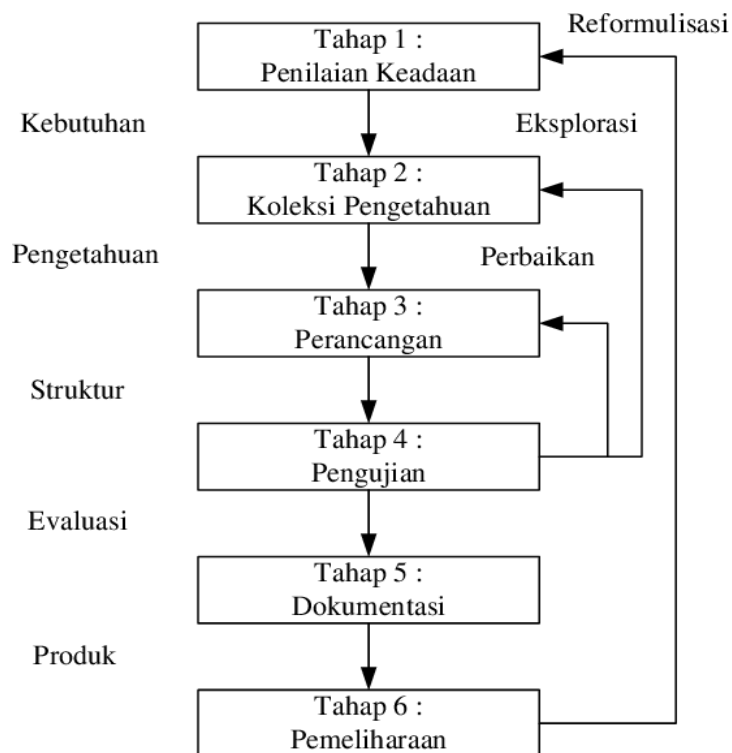 Reformulisasi
Tahap 1 :
Penilaian Keadaan
Kebutuhan
Eksplorasi
Tahap 2 :
Koleksi Pengetahuan
Pengetahuan
Perbaikan
Tahap 3 :
Perancangan
Struktur
Tahap 4 :
Pengujian
Evaluasi
Tahap 5 :
Dokumentasi
Produk
Tahap 6 :
Pemeliharaan